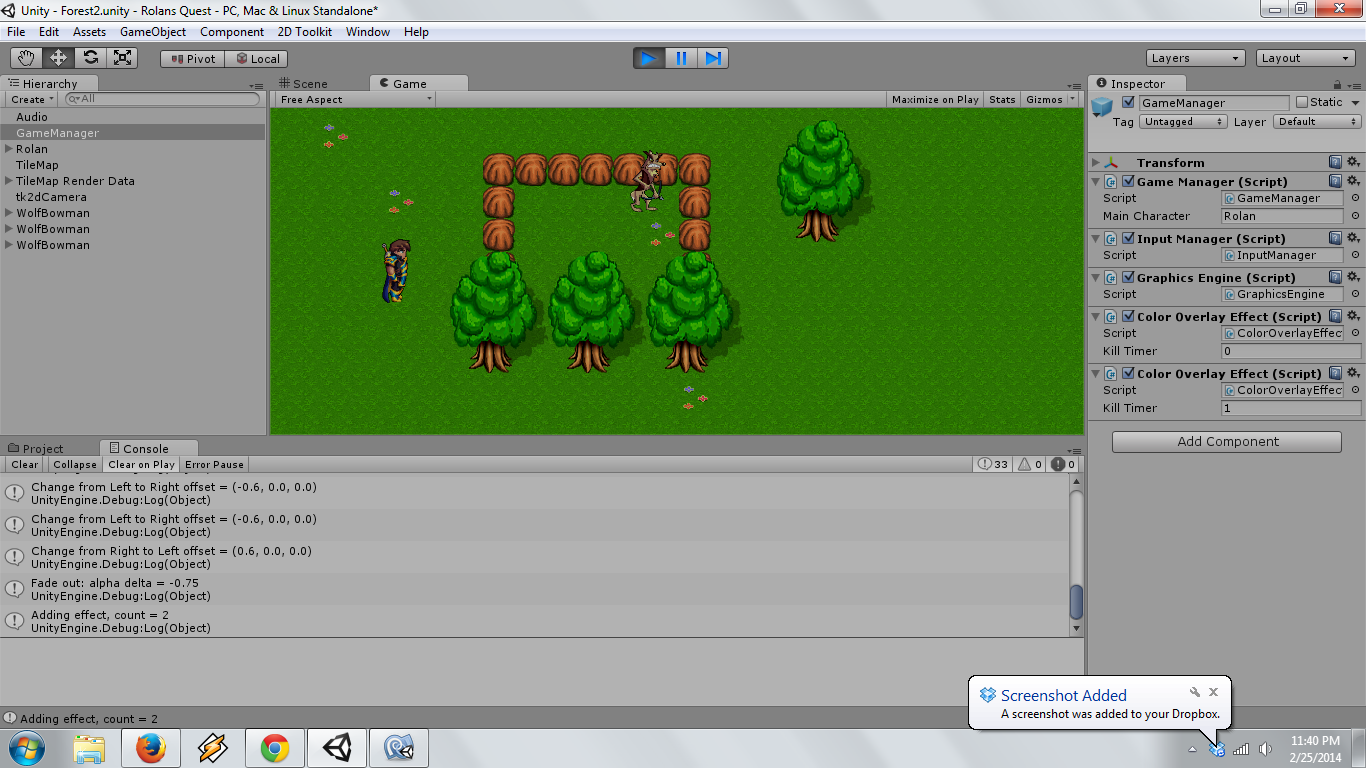 Unity - Forest2.unity - Rolans Quest - PC, Mac & Linux Standalone*
File Edit Assets GameObject Component 2D Toolkit Window Help
Pivot Local Layers Layout
Hierarchy
Create All
Audio
GameManager
Rolan
TileMap
TileMap Render Data
tk2dCamera
WolfBowman
WolfBowman
WolfBowman
Scene Game
Free Aspect Maximize on Play Stats Gizmos
Inspector
GameManager Static
Tag Untagged Layer Default
Transform
Game Manager (Script)
Script GameManager
Main Character Rolan
Input Manager (Script)
Script InputManager
Graphics Engine (Script)
Script GraphicsEngine
Color Overlay Effect (Script)
Script ColorOverlayEffec
Kill Timer 0
Color Overlay Effect (Script)
Script ColorOverlayEffec
Kill Timer 1
Add Component
Project Console
Clear Collapse Clear on Play Error Pause 33 0 0
Change from Left to Right offset = (-0.6, 0.0, 0.0)
UnityEngine.Debug:Log(Object)
Change from Left to Right offset = (-0.6, 0.0, 0.0)
UnityEngine.Debug:Log(Object)
Change from Right to Left offset = (0.6, 0.0, 0.0)
UnityEngine.Debug:Log(Object)
Fade out: alpha delta = -0.75
UnityEngine.Debug:Log(Object)
Adding effect, count = 2
UnityEngine.Debug:Log(Object)
Adding effect, count = 2
Screenshot Added
A screenshot was added to your Dropbox.
11:40 PM
2/25/2014